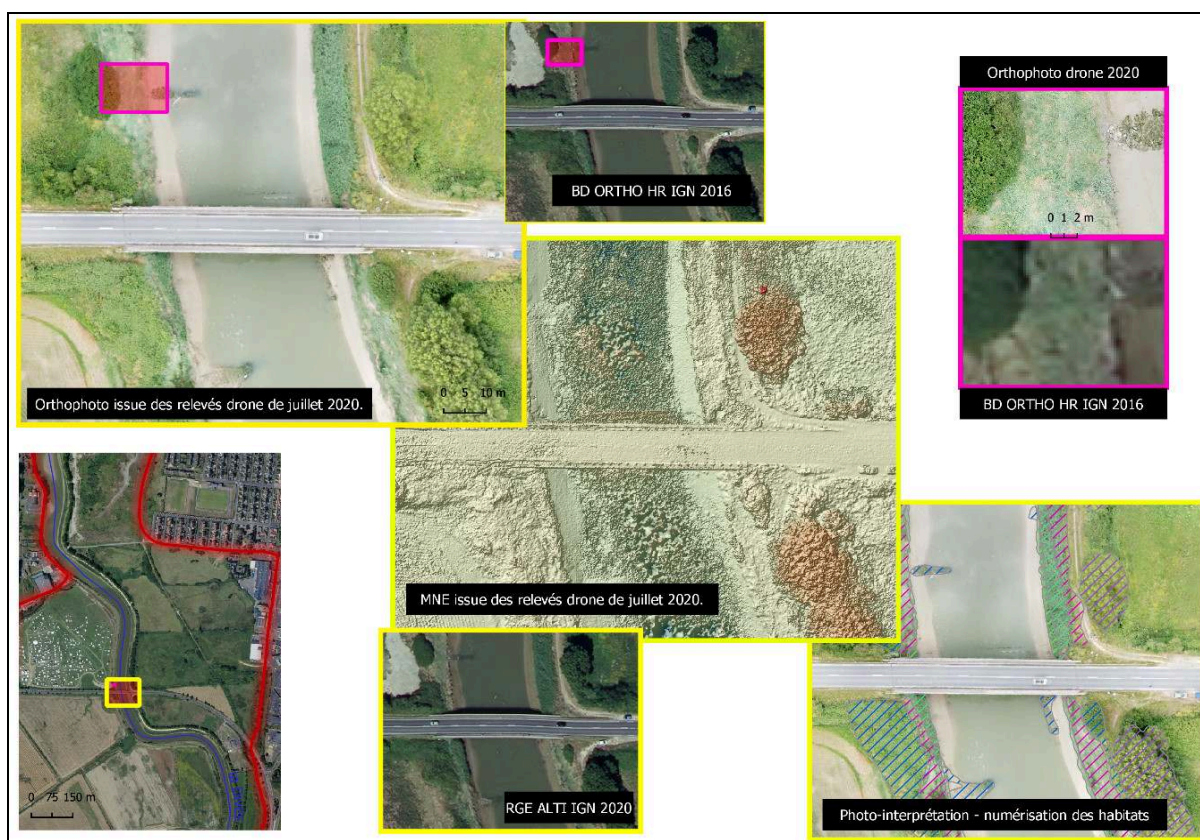 BD ORTHO HR IGN 2016
Orthophoto drone 2020
0 1 2 m
BD ORTHO HR IGN 2016
0 5 10 m
Orthophoto issue des relevés drone de juillet 2020.
MNE issue des relevés drone de juillet 2020.
0 75 150 m
RGE ALTI IGN 2020
Photo-interprétation - numérisation des habitats